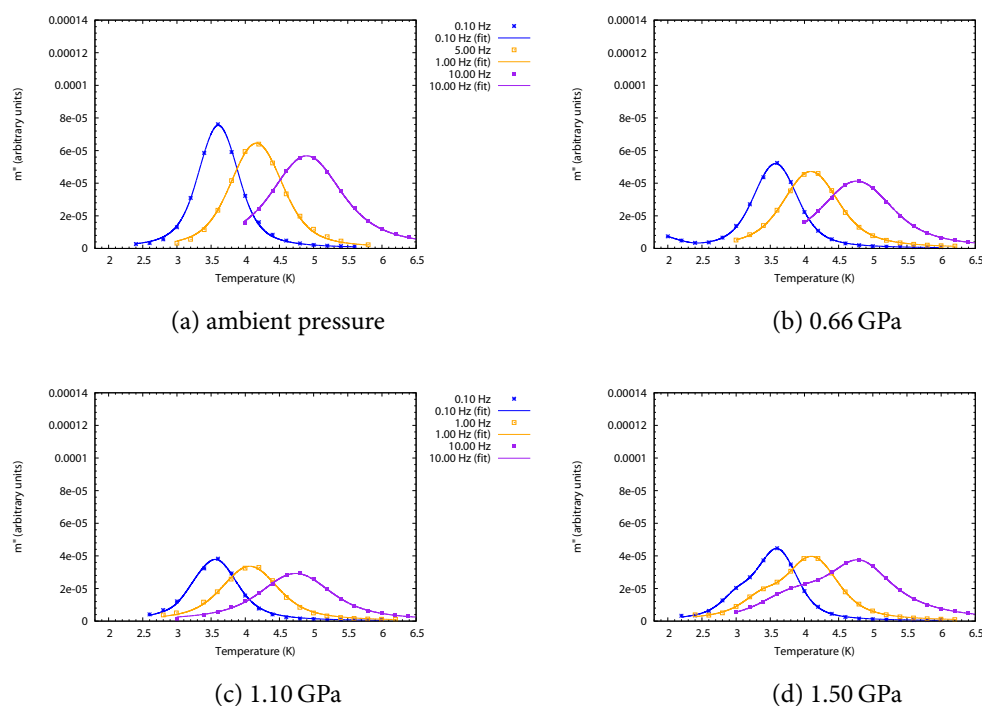 0.00014
0.00012
0.0001
8e-05
6e-05
4e-05
2e-05
0
m" (arbitrary units)
2 2.5 3 3.5 4 4.5 5 5.5 6 6.5
Temperature (K)
0.10 Hz
0.10 Hz (fit)
5.00 Hz
1.00 Hz (fit)
10.00 Hz
10.00 Hz (fit)
(a) ambient pressure
0.00014
0.00012
0.0001
8e-05
6e-05
4e-05
2e-05
0
m" (arbitrary units)
2 2.5 3 3.5 4 4.5 5 5.5 6 6.5
Temperature (K)
(b) 0.66 GPa
0.00014
0.00012
0.0001
8e-05
6e-05
4e-05
2e-05
0
m" (arbitrary units)
2 2.5 3 3.5 4 4.5 5 5.5 6 6.5
Temperature (K)
0.10 Hz
0.10 Hz (fit)
1.00 Hz
1.00 Hz (fit)
10.00 Hz
10.00 Hz (fit)
(c) 1.10 GPa
0.00014
0.00012
0.0001
8e-05
6e-05
4e-05
2e-05
0
m" (arbitrary units)
2 2.5 3 3.5 4 4.5 5 5.5 6 6.5
Temperature (K)
(d) 1.50 GPa